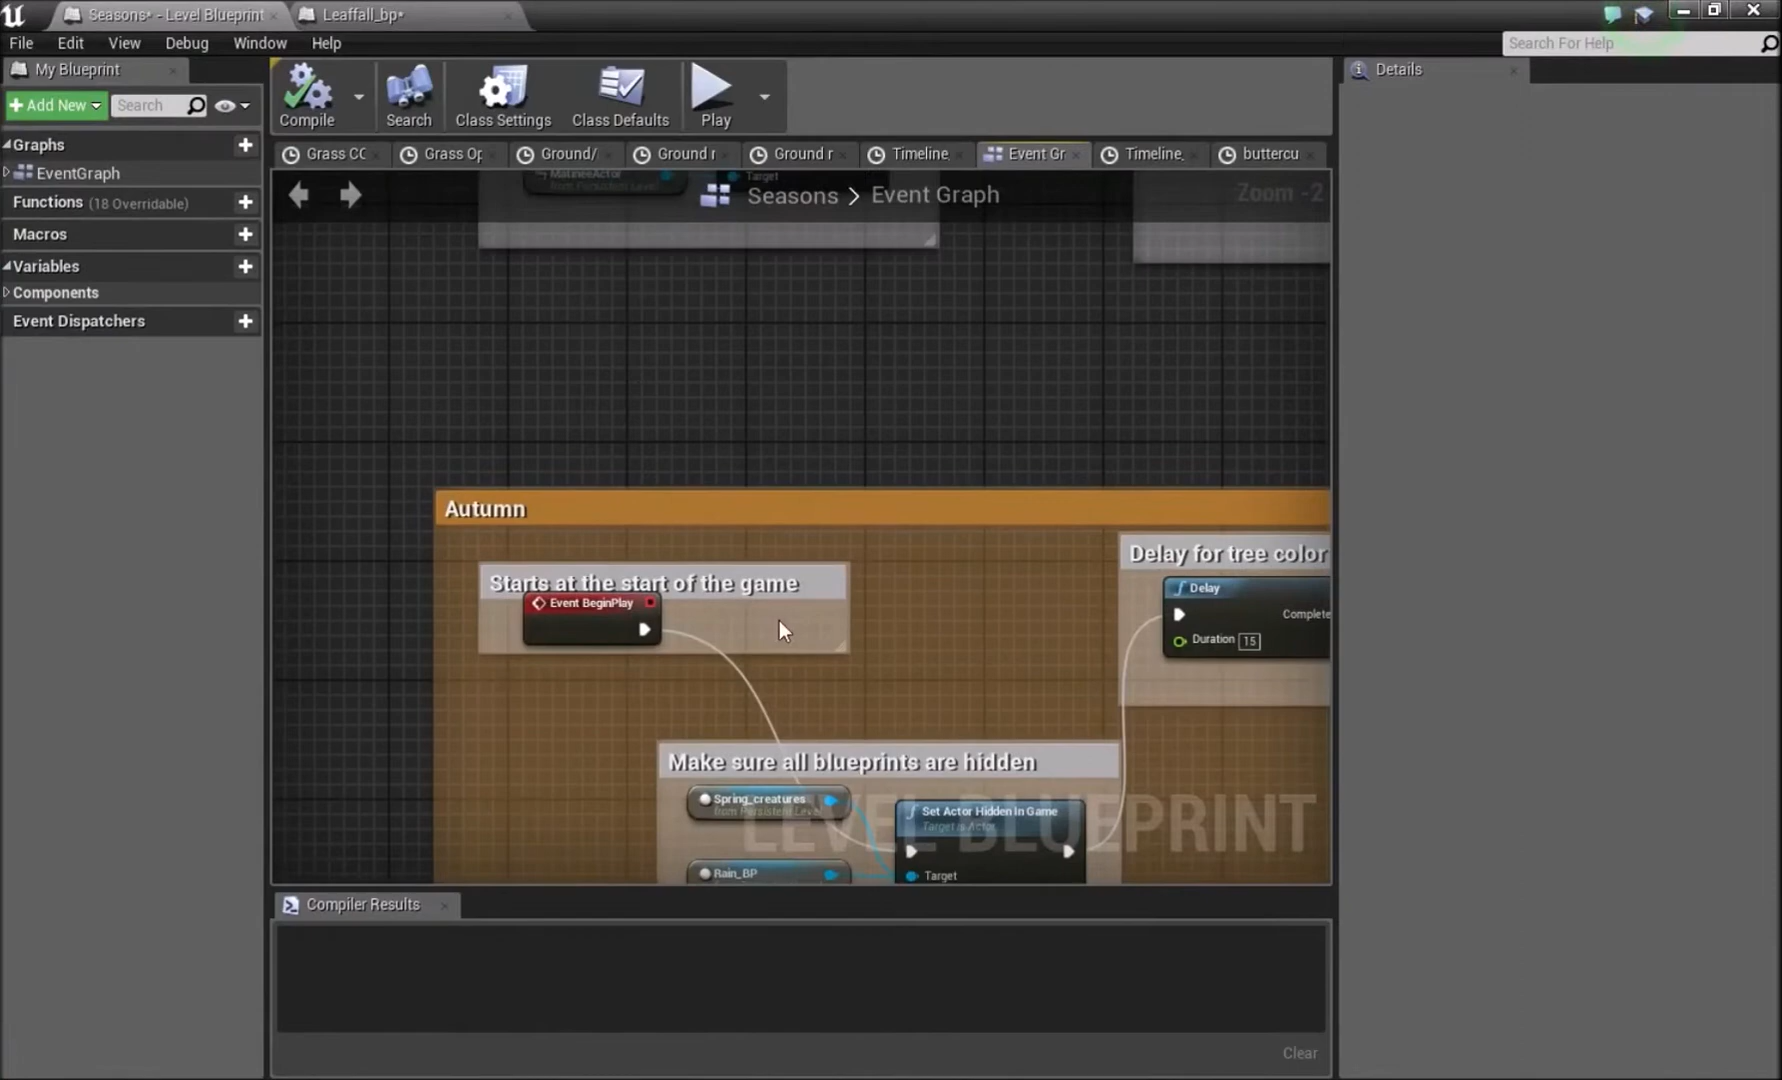 Seasons* - Level Blueprint
Leaffall_bp*
File Edit View Debug Window Help
Search For Help
My Blueprint
Add New
Search
Graphs
EventGraph
Functions (18 Overridable)
Macros
Variables
Components
Event Dispatchers
Compile
Search
Class Settings
Class Defaults
Play
Details
Grass CC
Grass Op
Ground/
Ground r
Ground r
Timeline,
Event Gr
Timeline,
buttercu
MatineeActor
from Persistent Level
Target
Seasons > Event Graph
Zoom -2
Autumn
Starts at the start of the game
Event BeginPlay
Delay for tree color
Delay
Complete
Duration 15
Make sure all blueprints are hidden
Spring_creatures
from Persistent Level
Set Actor Hidden In Game
Target is Actor
Rain_BP
Target
LEVEL BLUEPRINT
Compiler Results
Clear